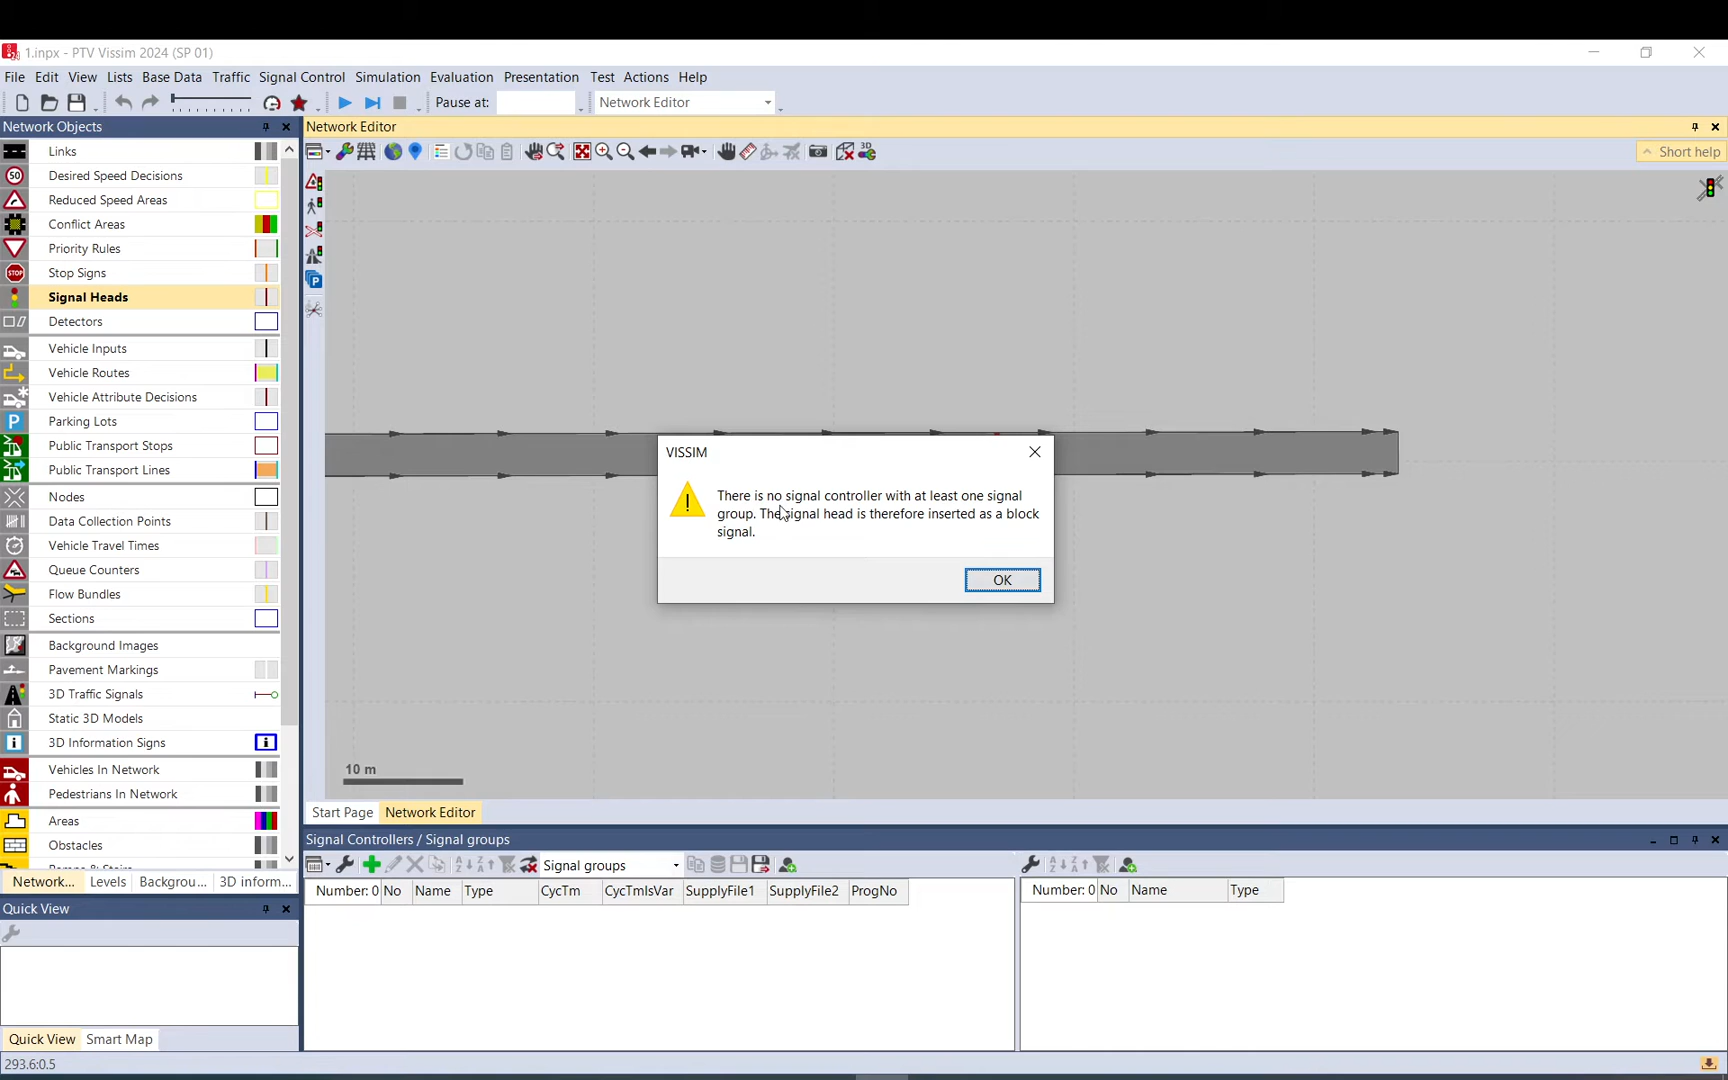 1.inpx - PTV Vissim 2024 (SP 01)
File Edit View Lists Base Data Traffic Signal Control Simulation Evaluation Presentation Test Actions Help
Pause at: Network Editor
Network Objects
Network Editor
Short help
Links
50 Desired Speed Decisions
Reduced Speed Areas
Conflict Areas
Priority Rules
STOP Stop Signs
Signal Heads
Detectors
Vehicle Inputs
Vehicle Routes
Vehicle Attribute Decisions
P Parking Lots
Public Transport Stops
Public Transport Lines
Nodes
Data Collection Points
Vehicle Travel Times
Queue Counters
Flow Bundles
Sections
Background Images
Pavement Markings
3D Traffic Signals
Static 3D Models
3D Information Signs
Vehicles In Network
Pedestrians In Network
Areas
Obstacles
Network... Levels Backgrou... 3D inform...
Quick View
Quick View Smart Map
293.6:0.5
3D
P
VISSIM
There is no signal controller with at least one signal
group. The signal head is therefore inserted as a block
signal.
OK
10 m
Start Page Network Editor
Signal Controllers / Signal groups
Signal groups
Number: 0 No Name Type CycTm CycTmIsVar SupplyFile1 SupplyFile2 ProgNo
Number: 0 No Name Type